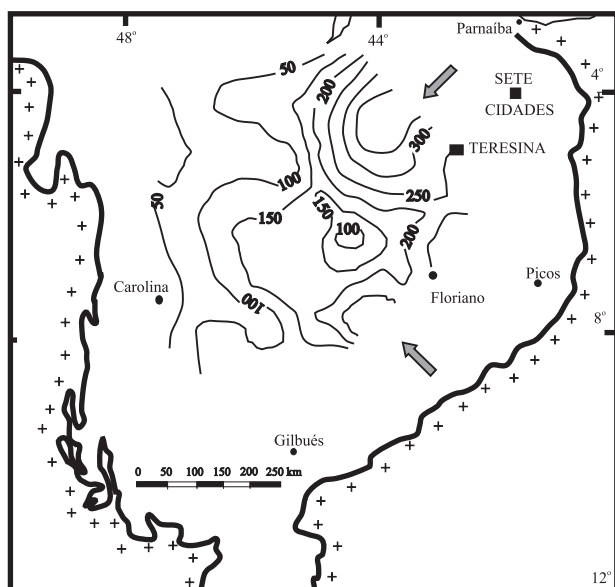 48°
44°
Parnaíba
4°
50
200
SETE
CIDADES
300
TERESINA
100
250
50
150
150
100
200
Carolina
100
Floriano
Picos
8°
Gilbués
0 50 100 150 200 250 km
12°